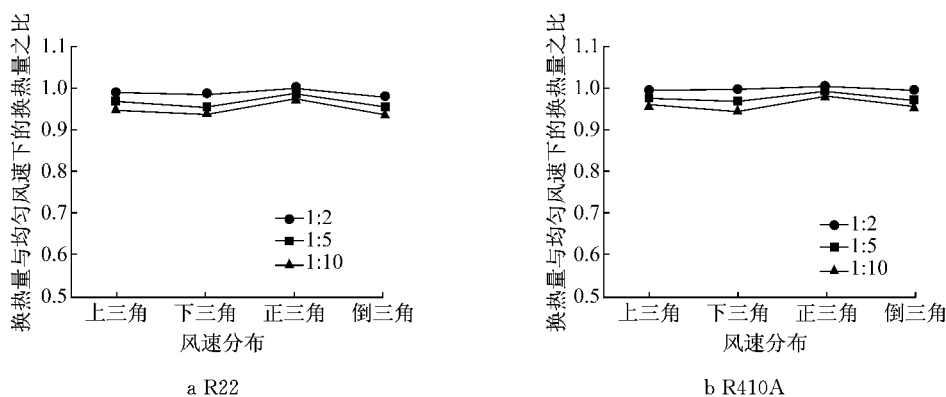 换热量与均匀风速下的换热量之比
1.1
1.0
0.9
0.8
0.7
0.6
0.5
1:2
1:5
1:10
上三角 下三角 正三角 倒三角
风速分布
a R22
换热量与均匀风速下的换热量之比
1.1
1.0
0.9
0.8
0.7
0.6
0.5
1:2
1:5
1:10
上三角 下三角 正三角 倒三角
风速分布
b R410A